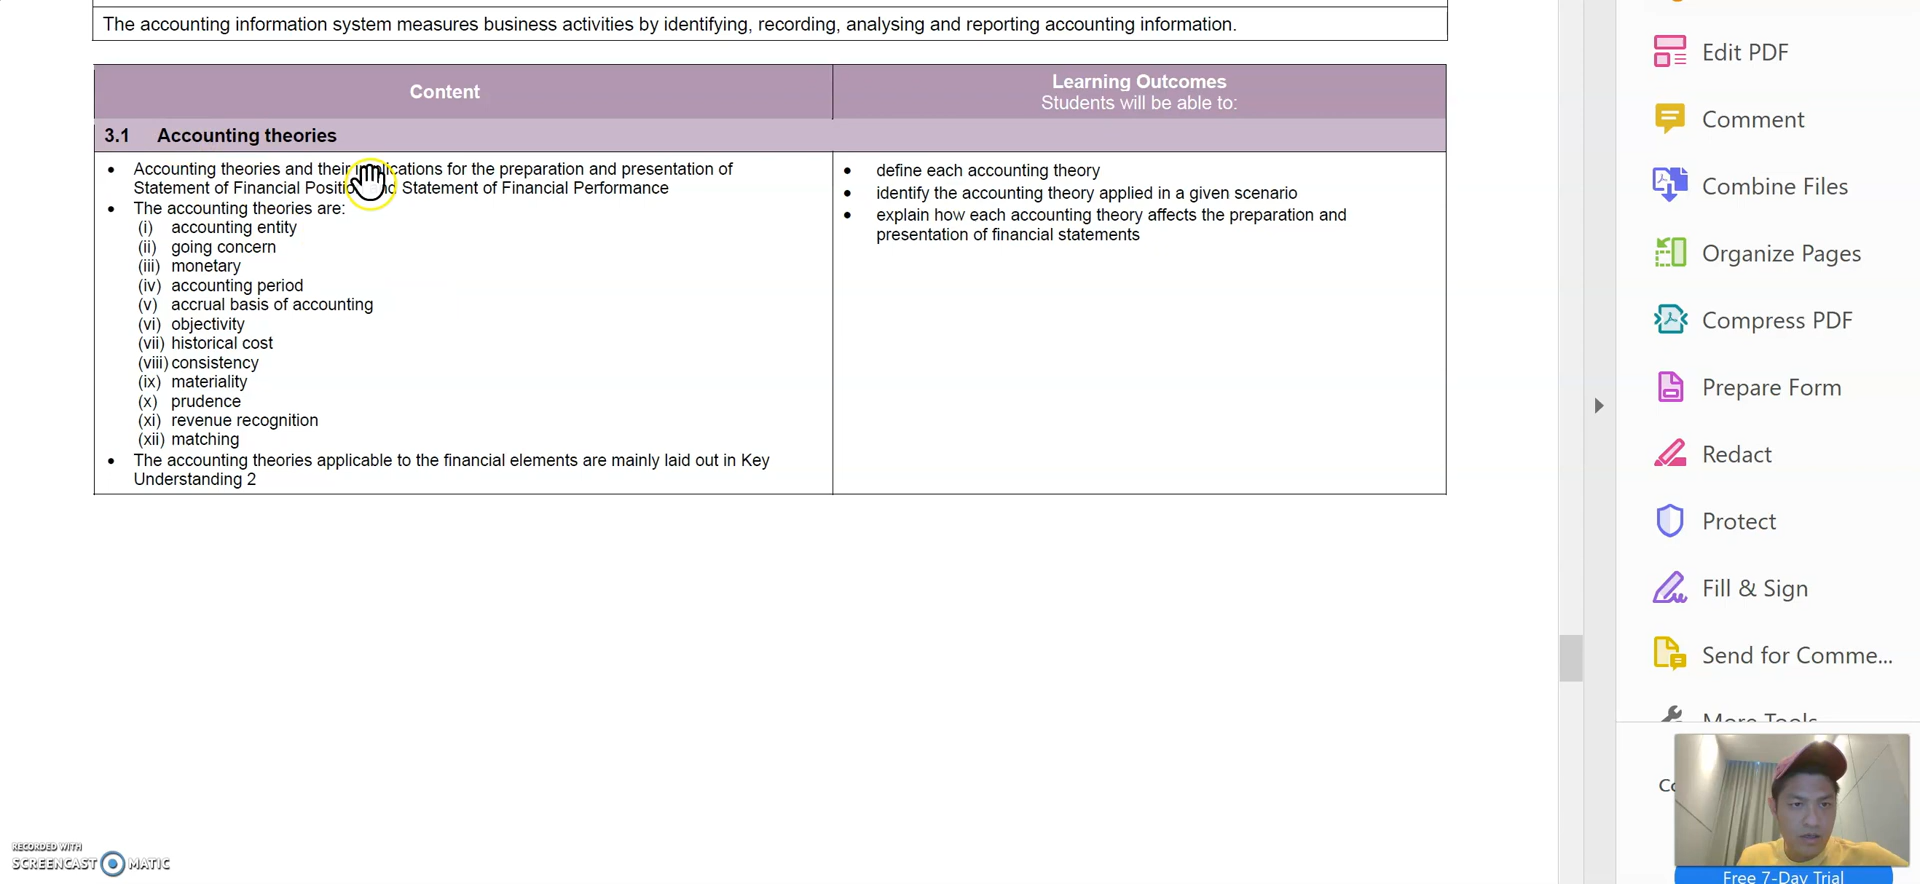 The accounting information system measures business activities by identifying, recording, analysing and reporting accounting information.
Content
Learning Outcomes
Students will be able to:
3.1 Accounting theories
• Accounting theories and their implications for the preparation and presentation of
Statement of Financial Position and Statement of Financial Performance
• The accounting theories are:
(i) accounting entity
(ii) going concern
(iii) monetary
(iv) accounting period
(v) accrual basis of accounting
(vi) objectivity
(vii) historical cost
(viii) consistency
(ix) materiality
(x) prudence
(xi) revenue recognition
(xii) matching
• The accounting theories applicable to the financial elements are mainly laid out in Key
Understanding 2
• define each accounting theory
• identify the accounting theory applied in a given scenario
• explain how each accounting theory affects the preparation and
presentation of financial statements
Edit PDF
Comment
Combine Files
Organize Pages
Compress PDF
Prepare Form
Redact
Protect
Fill & Sign
Send for Comme...
More Tools
Free 7-Day Trial
RECORDED WITH
SCREENCAST MATIC